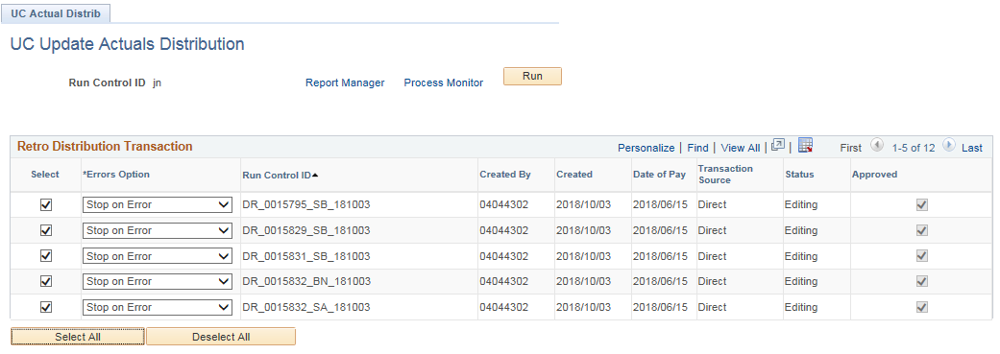 UC Actual Distrib
UC Update Actuals Distribution
Run Control ID jn Report Manager Process Monitor Run
Retro Distribution Transaction Personalize | Find | View All | | First 1-5 of 12 Last
Select *Errors Option Run Control ID Created By Created Date of Pay Transaction Source Status Approved
Stop on Error DR_0015795_SB_181003 04044302 2018/10/03 2018/06/15 Direct Editing
Stop on Error DR_0015829_SB_181003 04044302 2018/10/03 2018/06/15 Direct Editing
Stop on Error DR_0015831_SB_181003 04044302 2018/10/03 2018/06/15 Direct Editing
Stop on Error DR_0015832_BN_181003 04044302 2018/10/03 2018/06/15 Direct Editing
Stop on Error DR_0015832_SA_181003 04044302 2018/10/03 2018/06/15 Direct Editing
Select All Deselect All